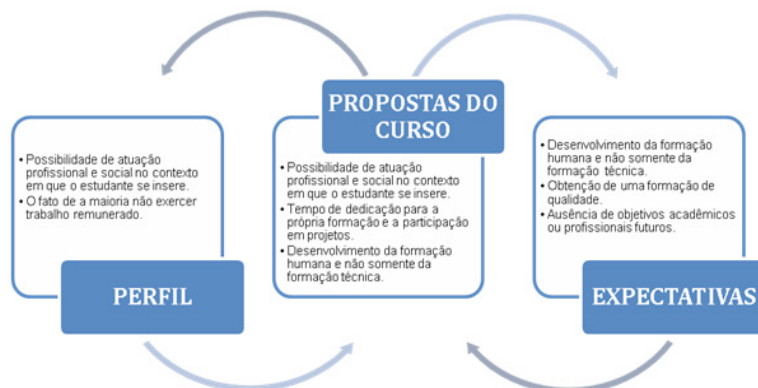 • Possibilidade de atuação
profissional e social no contexto
em que o estudante se insere.
• O fato de a maioria não exercer
trabalho remunerado.
PERFIL
PROPOSTAS DO
CURSO
• Possibilidade de atuação
profissional e social no contexto
em que o estudante se insere.
• Tempo de dedicação para a
própria formação e a participação
em projetos.
• Desenvolvimento da formação
humana e não somente da
formação técnica.
• Desenvolvimento da formação
humana e não somente da
formação técnica.
• Obtenção de uma formação de
qualidade.
• Ausência de objetivos acadêmicos
ou profissionais futuros.
EXPECTATIVAS